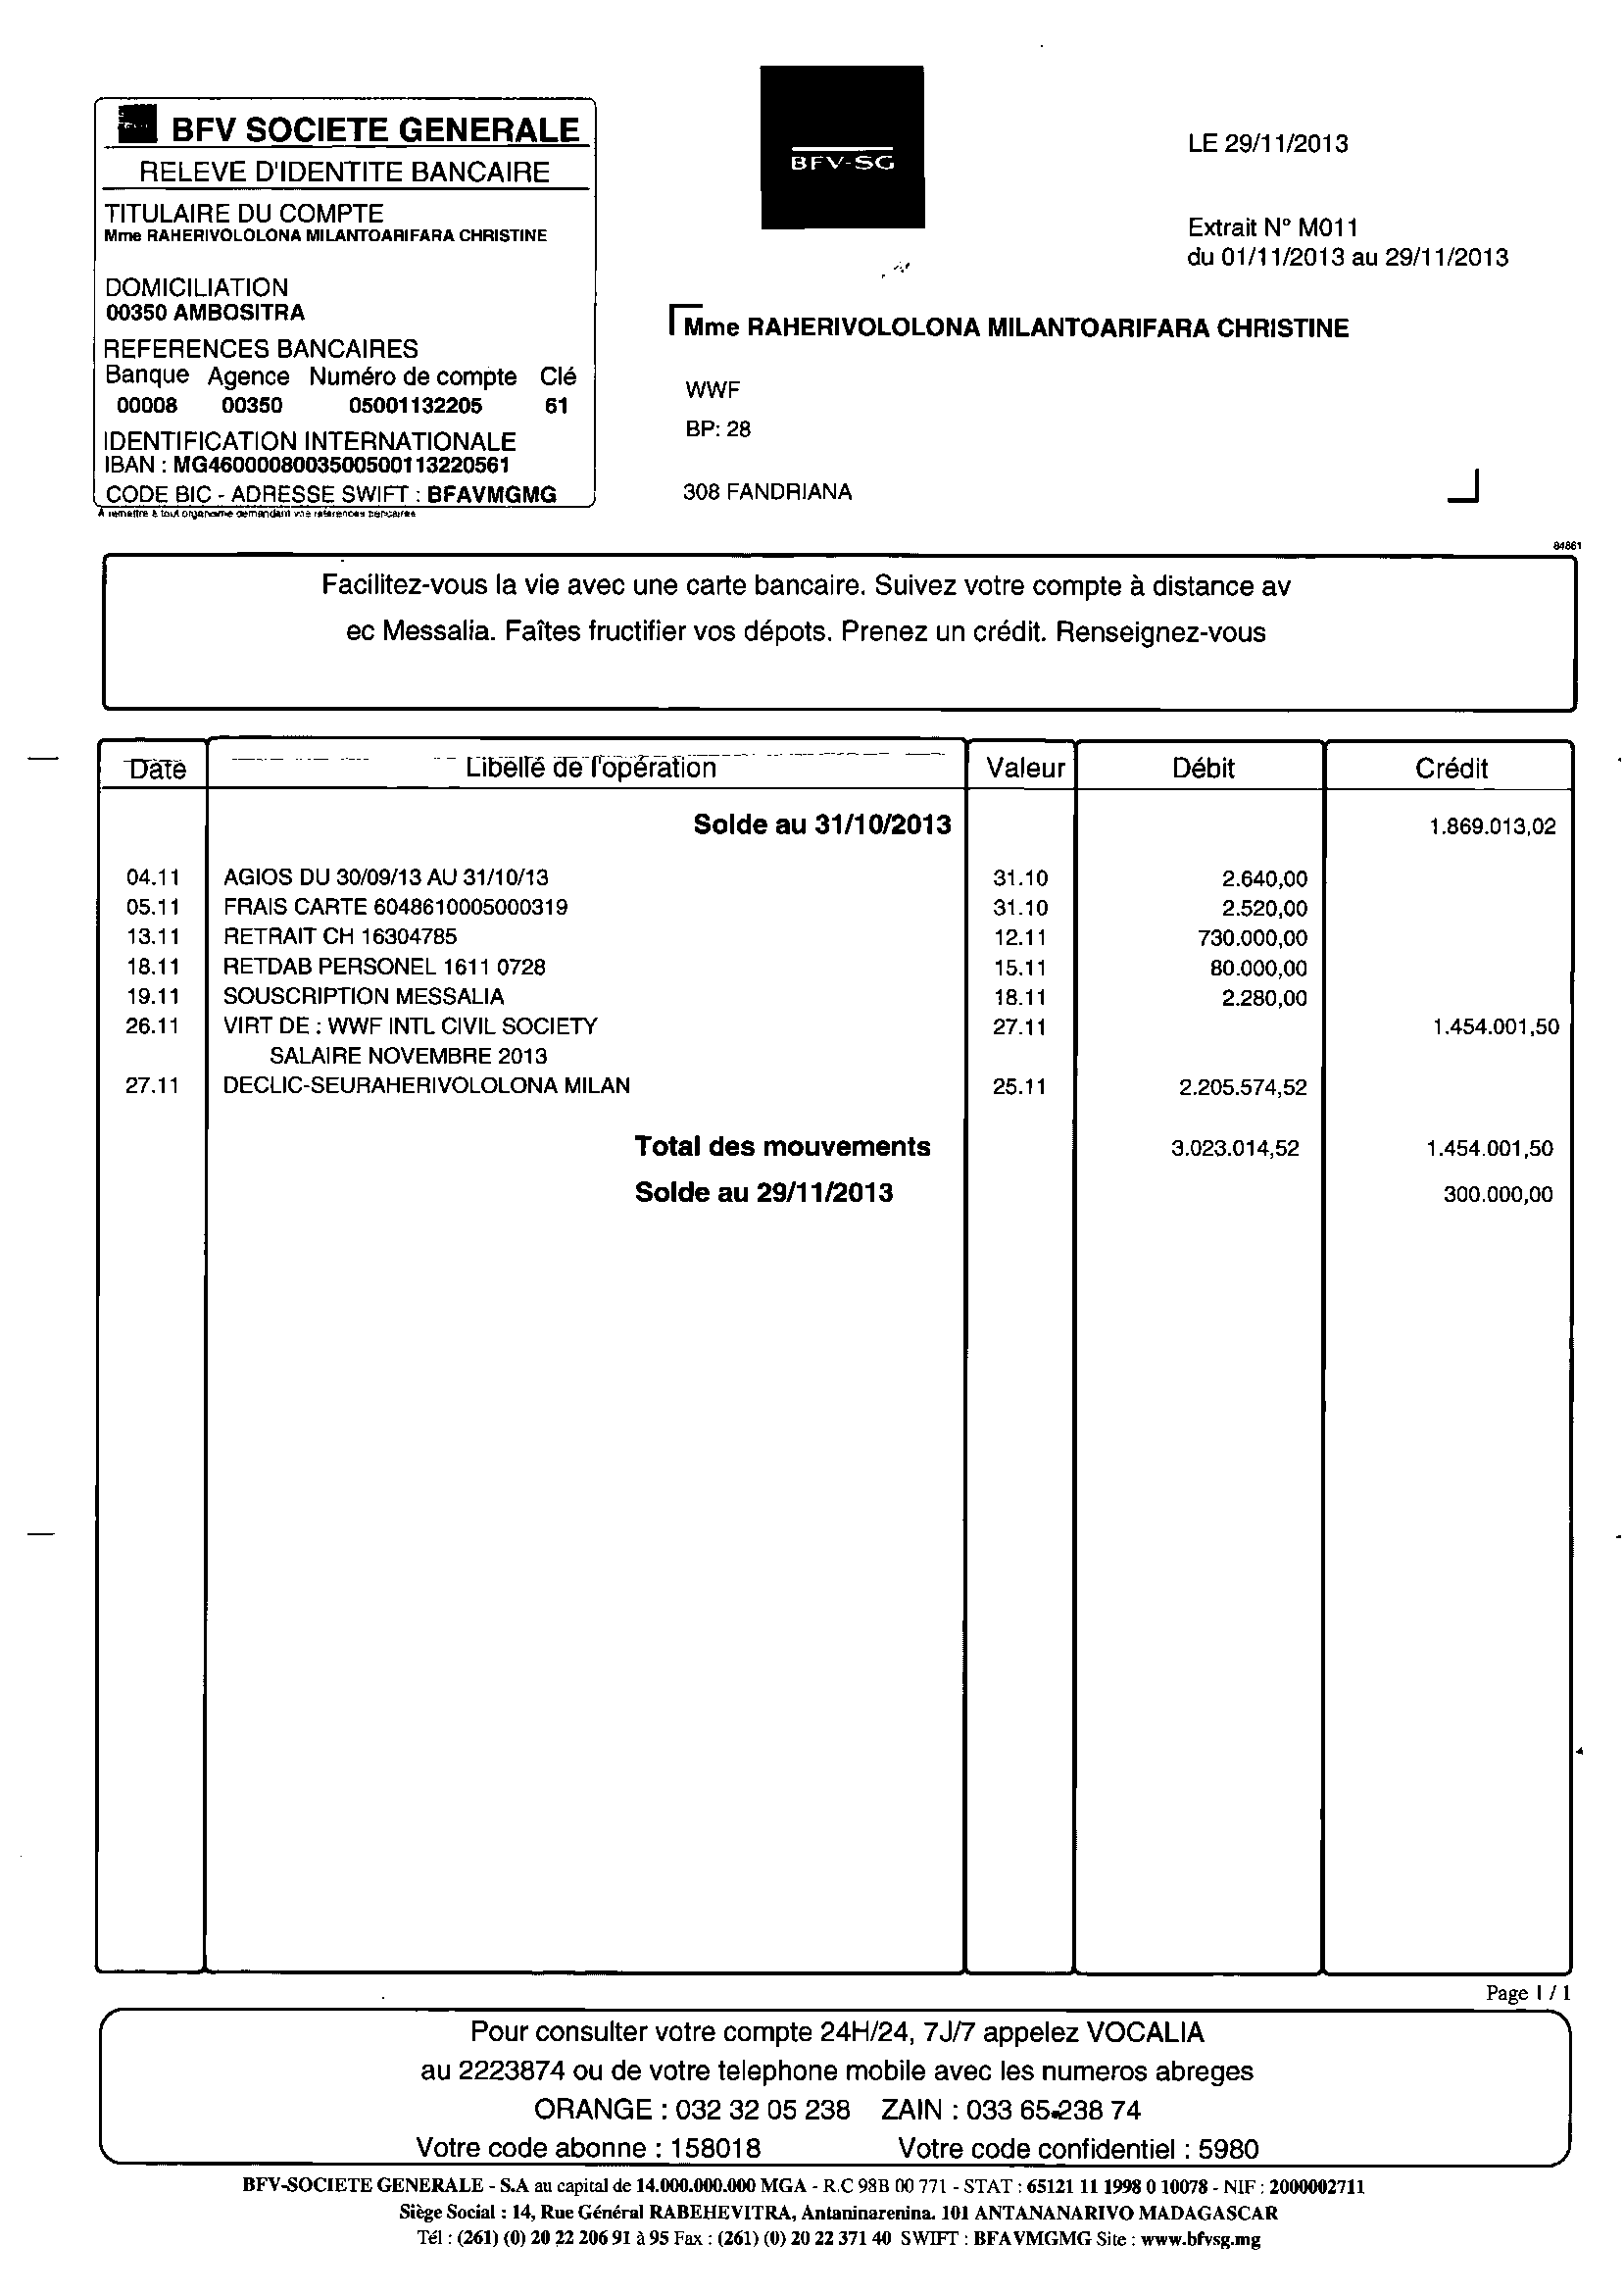 BFV SOCIETE GENERALE
RELEVE D'IDENTITE BANCAIRE
TITULAIRE DU COMPTE
Mme RAHERIVOLOLONA MILANTOARIFARA CHRISTINE
DOMICILIATION
00350 AMBOSITRA
REFERENCES BANCAIRES
Banque Agence Numéro de compte Clé
00008 00350 05001132205 61
IDENTIFICATION INTERNATIONALE
IBAN : MG4600008003500500113220561
CODE BIC - ADRESSE SWIFT : BFAVMGMG
A remettre à tout organisme demandant vos références bancaires
BFV-SG
LE 29/11/2013
Extrait N° M011
du 01/11/2013 au 29/11/2013
Mme RAHERIVOLOLONA MILANTOARIFARA CHRISTINE
WWF
BP: 28
308 FANDRIANA
84861
Facilitez-vous la vie avec une carte bancaire. Suivez votre compte à distance av
ec Messalia. Faîtes fructifier vos dépots. Prenez un crédit. Renseignez-vous
Date Libellé de l'opération Valeur Débit Crédit
Solde au 31/10/2013 1.869.013,02
04.11 AGIOS DU 30/09/13 AU 31/10/13 31.10 2.640,00
05.11 FRAIS CARTE 6048610005000319 31.10 2.520,00
13.11 RETRAIT CH 16304785 12.11 730.000,00
18.11 RETDAB PERSONEL 1611 0728 15.11 80.000,00
19.11 SOUSCRIPTION MESSALIA 18.11 2.280,00
26.11 VIRT DE : WWF INTL CIVIL SOCIETY 27.11 1.454.001,50
SALAIRE NOVEMBRE 2013
27.11 DECLIC-SEURAHERIVOLOLONA MILAN 25.11 2.205.574,52
Total des mouvements 3.023.014,52 1.454.001,50
Solde au 29/11/2013 300.000,00
Page 1 / 1
Pour consulter votre compte 24H/24, 7J/7 appelez VOCALIA
au 2223874 ou de votre telephone mobile avec les numeros abreges
ORANGE : 032 32 05 238 ZAIN : 033 65 238 74
Votre code abonne : 158018 Votre code confidentiel : 5980
BFV-SOCIETE GENERALE - S.A au capital de 14.000.000.000 MGA - R.C 98B 00 771 - STAT : 65121 11 1998 0 10078 - NIF : 2000002711
Siège Social : 14, Rue Général RABEHEVITRA, Antaninarenina. 101 ANTANANARIVO MADAGASCAR
Tél : (261) (0) 20 22 206 91 à 95 Fax : (261) (0) 20 22 371 40 SWIFT : BFAVMGMG Site : www.bfvsg.mg